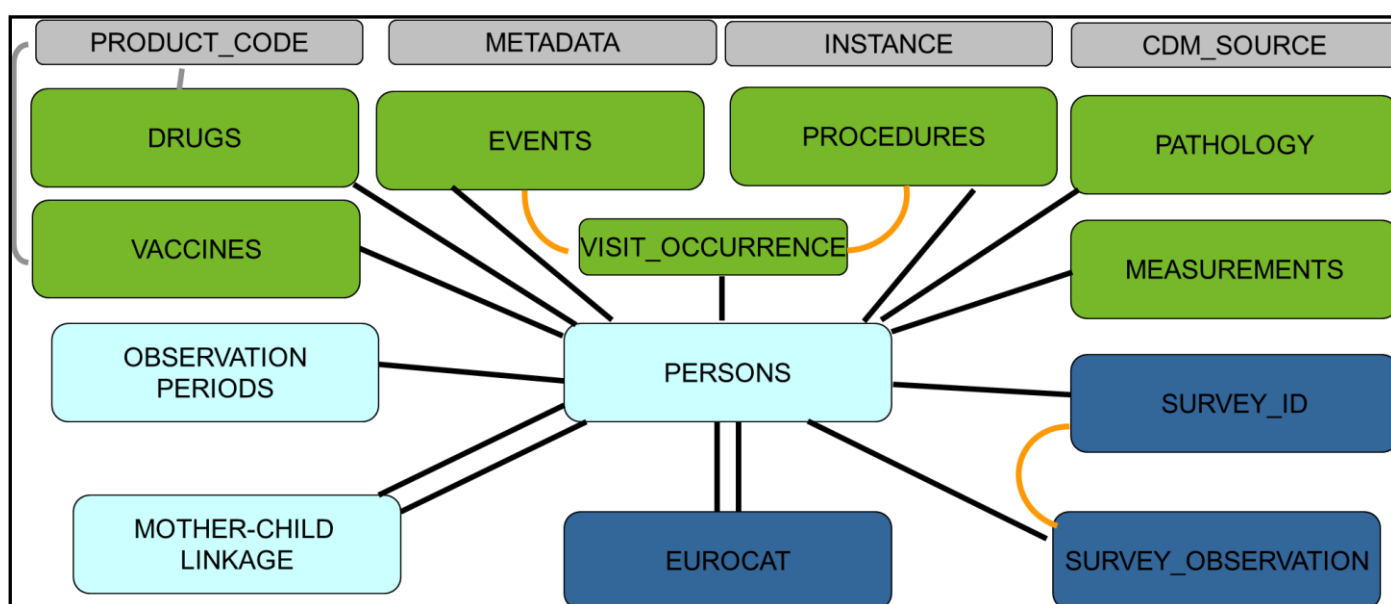 PRODUCT_CODE
METADATA
INSTANCE
CDM_SOURCE
DRUGS
EVENTS
PROCEDURES
PATHOLOGY
VACCINES
VISIT_OCCURRENCE
MEASUREMENTS
OBSERVATION
PERIODS
PERSONS
SURVEY_ID
MOTHER-CHILD
LINKAGE
EUROCAT
SURVEY_OBSERVATION